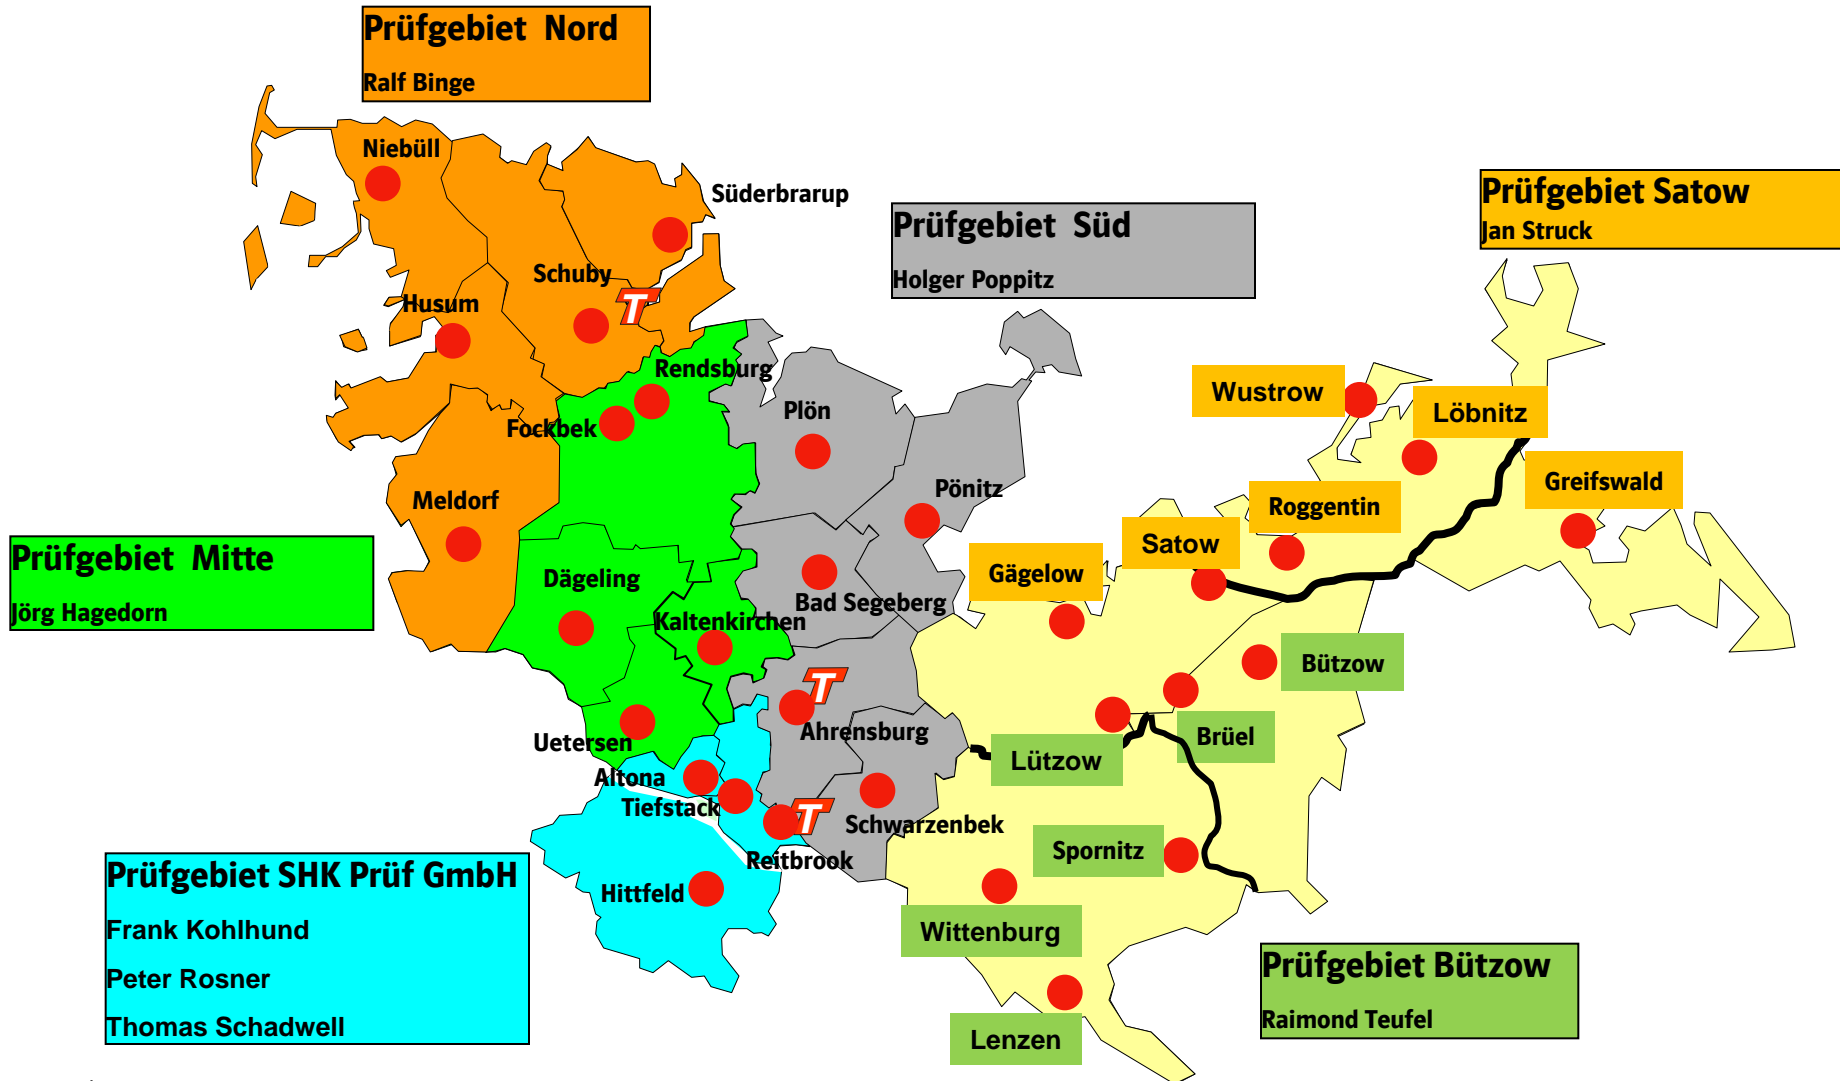 Prüfgebiet Nord
Ralf Binge
Niebüll
Süderbrarup
Prüfgebiet Satow
Jan Struck
Prüfgebiet Süd
Holger Poppitz
Schuby
T
Husum
Rendsburg
Wustrow
Plön
Löbnitz
Fockbek
Greifswald
Pönitz
Meldorf
Roggentin
Satow
Prüfgebiet Mitte
Jörg Hagedorn
Gägelow
Dägeling
Bad Segeberg
Kaltenkirchen
Bützow
T
Ahrensburg
Brüel
Uetersen
Lützow
Altona
Tiefstack
T
Schwarzenbek
Spornitz
Reitbrook
Prüfgebiet SHK Prüf GmbH
Frank Kohlhund
Peter Rosner
Thomas Schadwell
Hittfeld
Wittenburg
Prüfgebiet Bützow
Raimond Teufel
Lenzen